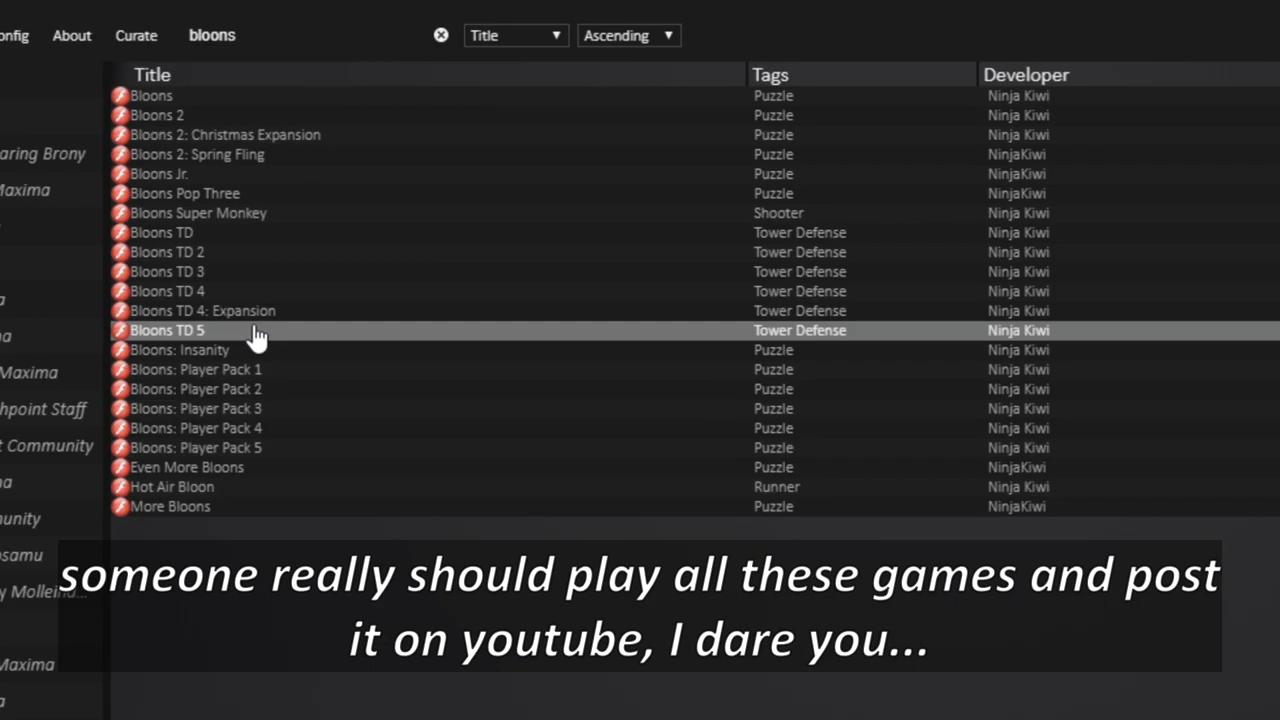 onfig About Curate bloons Title Ascending
Title Tags Developer
Bloons Puzzle Ninja Kiwi
Bloons 2 Puzzle Ninja Kiwi
Bloons 2: Christmas Expansion Puzzle Ninja Kiwi
Bloons 2: Spring Fling Puzzle NinjaKiwi
Bloons Jr. Puzzle Ninja Kiwi
Bloons Pop Three Puzzle NinjaKiwi
Bloons Super Monkey Shooter Ninja Kiwi
Bloons TD Tower Defense Ninja Kiwi
Bloons TD 2 Tower Defense Ninja Kiwi
Bloons TD 3 Tower Defense Ninja Kiwi
Bloons TD 4 Tower Defense Ninja Kiwi
Bloons TD 4: Expansion Tower Defense Ninja Kiwi
Bloons TD 5 Tower Defense Ninja Kiwi
Bloons: Insanity Puzzle Ninja Kiwi
Bloons: Player Pack 1 Puzzle Ninja Kiwi
Bloons: Player Pack 2 Puzzle Ninja Kiwi
Bloons: Player Pack 3 Puzzle Ninja Kiwi
Bloons: Player Pack 4 Puzzle Ninja Kiwi
Bloons: Player Pack 5 Puzzle Ninja Kiwi
Even More Bloons Puzzle NinjaKiwi
Hot Air Bloon Runner Ninja Kiwi
More Bloons Puzzle NinjaKiwi
aring Brony
Maxima
a
na
Maxima
hpoint Staff
t Community
na
munity
osamu
y Molleind...
Maxima
a
someone really should play all these games and post
it on youtube, I dare you...